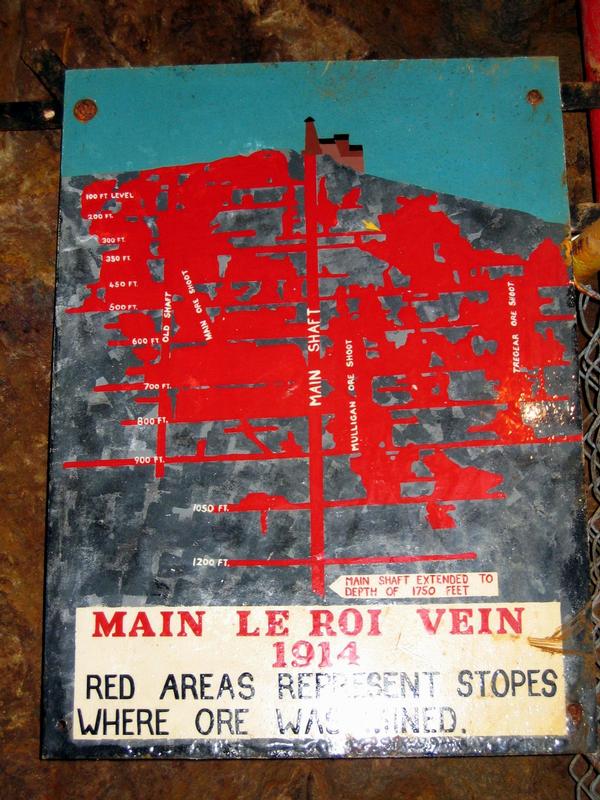 100 FT LEVEL
200 FT.
300 FT.
350 FT.
450 FT.
500 FT.
600 FT.
700 FT.
800 FT.
900 FT.
1050 FT.
1200 FT.
OLD SHAFT
MAIN ORE SHOOT
MAIN SHAFT
MULLIGAN ORE SHOOT
TREGEAR ORE SHOOT
MAIN SHAFT EXTENDED TO
DEPTH OF 1750 FEET
MAIN LE ROI VEIN
1914
RED AREAS REPRESENT STOPES
WHERE ORE WAS MINED.